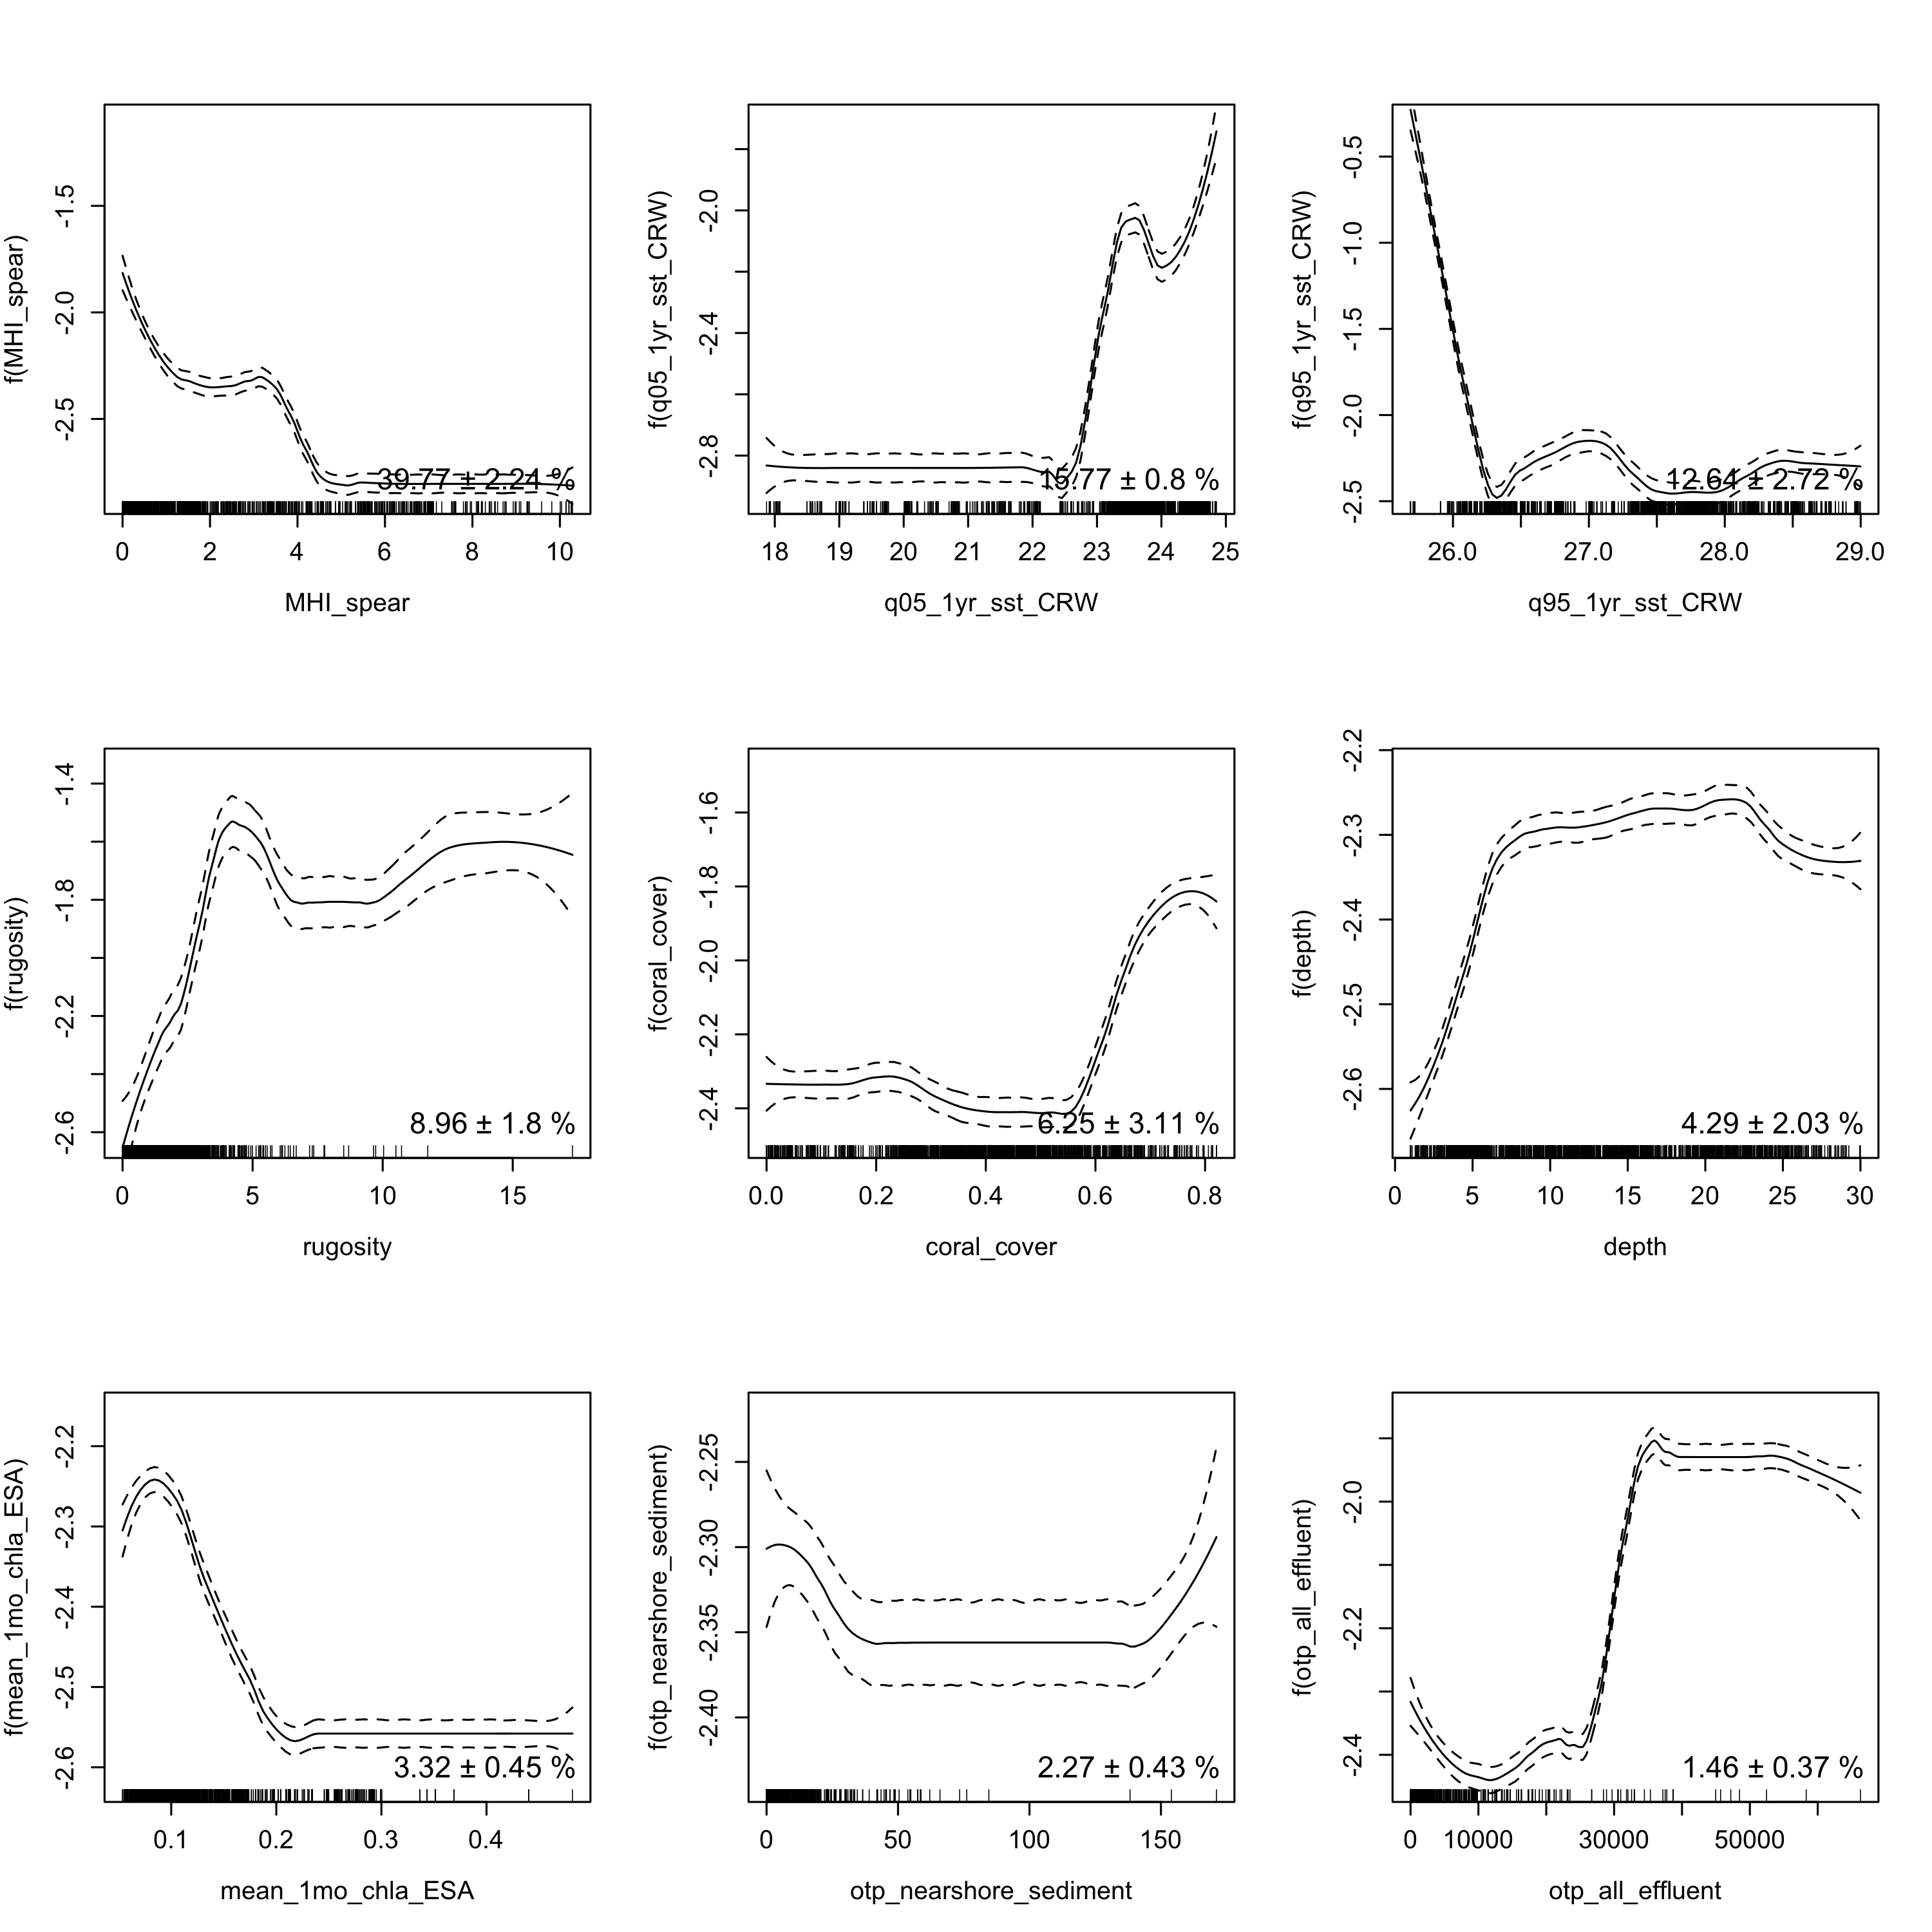 f(MHI_spear)
-1.5
-2.0
-2.5
39.77 ± 2.24 %
0 2 4 6 8 10
MHI_spear
f(q05_1yr_sst_CRW)
-2.0
-2.4
-2.8
15.77 ± 0.8 %
18 19 20 21 22 23 24 25
q05_1yr_sst_CRW
f(q95_1yr_sst_CRW)
-0.5
-1.0
-1.5
-2.0
-2.5
12.64 ± 2.72 %
26.0 27.0 28.0 29.0
q95_1yr_sst_CRW
f(rugosity)
-1.4
-1.8
-2.2
-2.6
8.96 ± 1.8 %
0 5 10 15
rugosity
f(coral_cover)
-1.6
-1.8
-2.0
-2.2
-2.4
6.25 ± 3.11 %
0.0 0.2 0.4 0.6 0.8
coral_cover
f(depth)
-2.2
-2.3
-2.4
-2.5
-2.6
4.29 ± 2.03 %
0 5 10 15 20 25 30
depth
f(mean_1mo_chla_ESA)
-2.2
-2.3
-2.4
-2.5
-2.6
3.32 ± 0.45 %
0.1 0.2 0.3 0.4
mean_1mo_chla_ESA
f(otp_nearshore_sediment)
-2.25
-2.30
-2.35
-2.40
2.27 ± 0.43 %
0 50 100 150
otp_nearshore_sediment
f(otp_all_effluent)
-2.0
-2.2
-2.4
1.46 ± 0.37 %
0 10000 30000 50000
otp_all_effluent